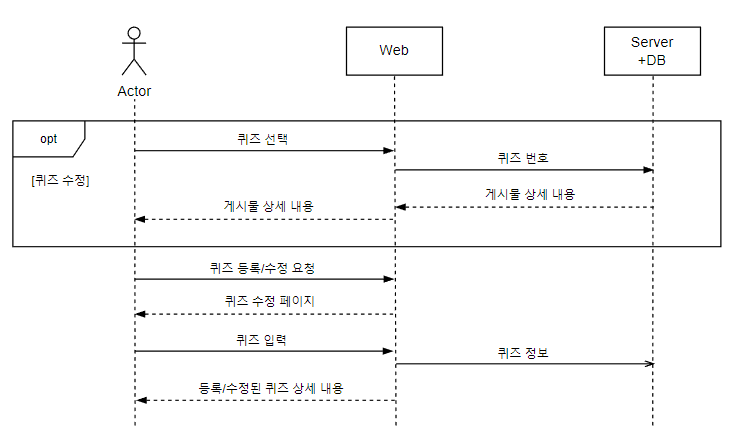 Actor
Web
Server
+DB
opt
[퀴즈 수정]
퀴즈 선택
퀴즈 번호
게시물 상세 내용
게시물 상세 내용
퀴즈 등록/수정 요청
퀴즈 수정 페이지
퀴즈 입력
퀴즈 정보
등록/수정된 퀴즈 상세 내용